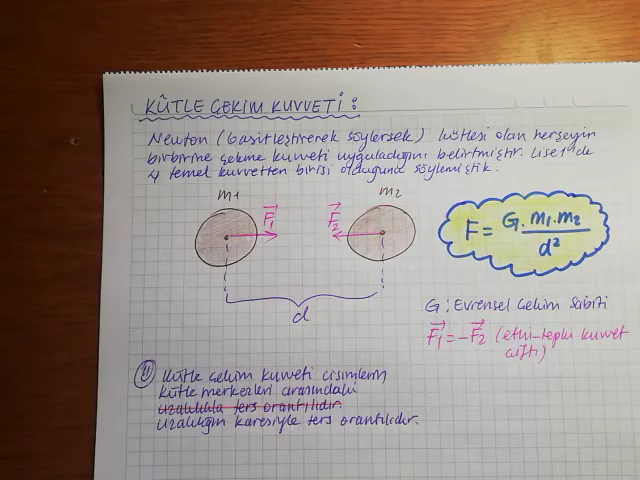 KÜTLE ÇEKİM KUVVETİ:
Newton (basitleştirerek söylersek) kütlesi olan herşeyin
birbirine çekme kuvveti uyguladığını belirtmiştir. Lise 1'de
4 temel kuvvetten birisi olduğunu söylemiştik.
m1 m2
F1 F2
F = G.m1.m2 / d²
d
G: Evrensel Çekim Sabiti
F1 = -F2 (etki-tepki kuvvet
çifti)
(!!) Kütle çekim kuvveti cisimlerin
kütle merkezleri arasındaki
uzaklıkla ters orantılıdır.
uzaklığın karesiyle ters orantılıdır.